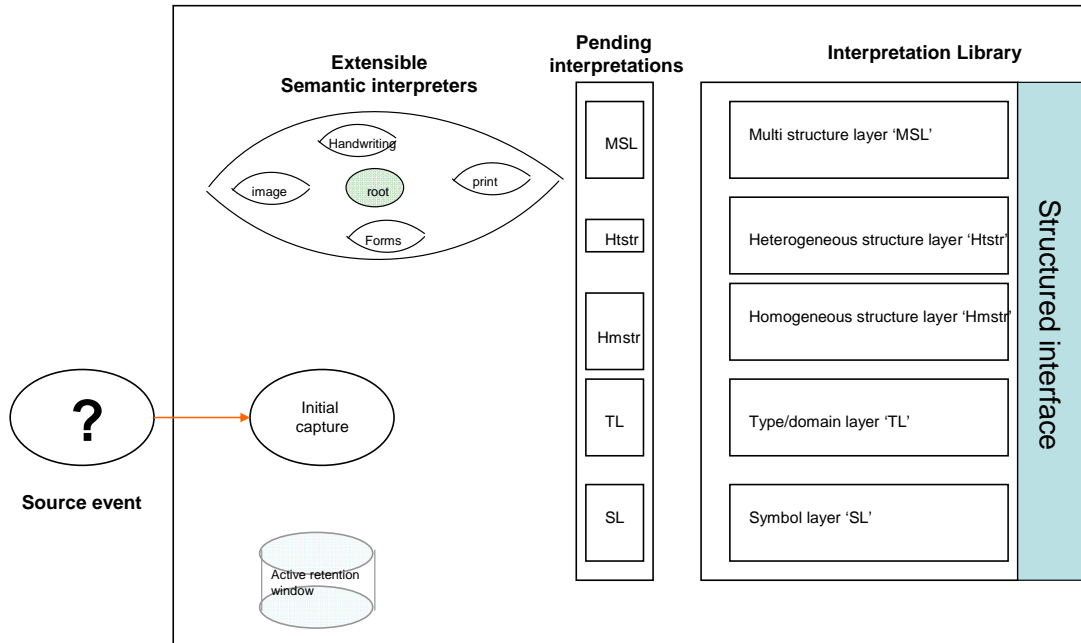 Extensible
Semantic interpreters
Pending
interpretations
Interpretation Library
Handwriting
image
root
print
Forms
MSL
Htstr
Hmstr
TL
SL
Multi structure layer ‘MSL’
Heterogeneous structure layer ‘Htstr’
Homogeneous structure layer ‘Hmstr’
Type/domain layer ‘TL’
Symbol layer ‘SL’
Structured interface
?
Source event
Initial
capture
Active retention
window